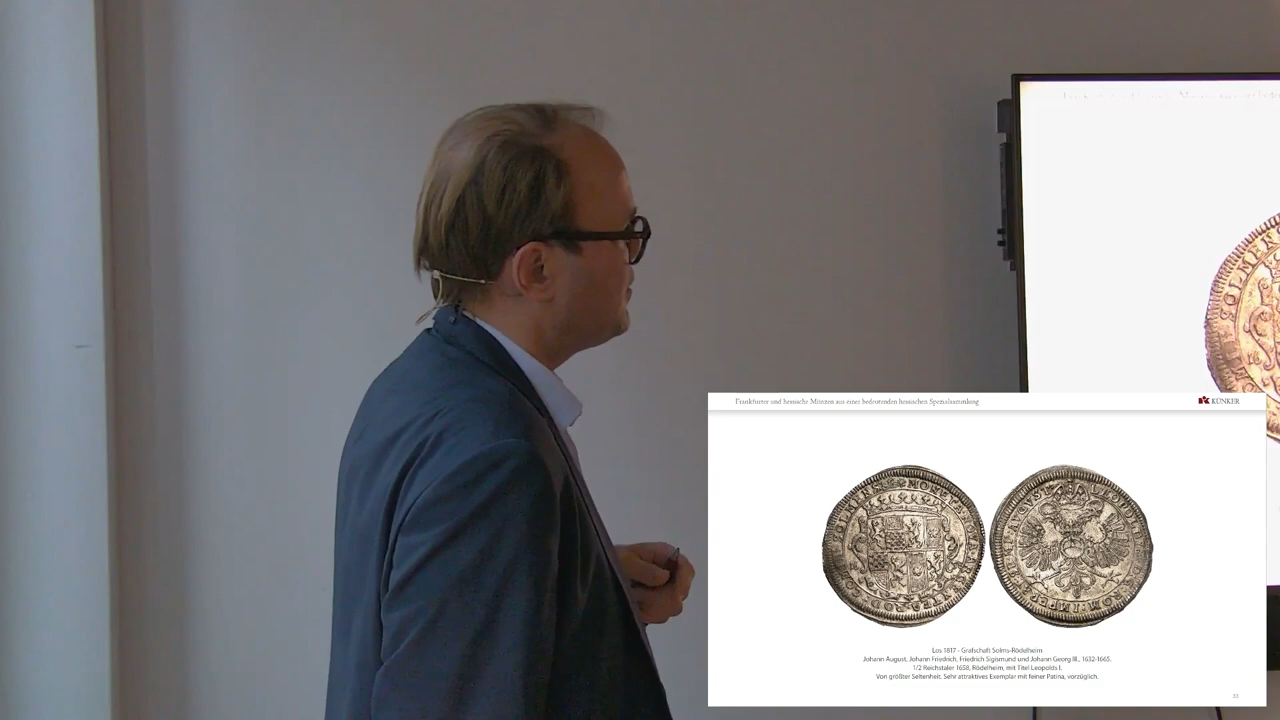 Frankfurter und hessische Münzen aus einer bedeutenden hessischen Spezialsammlung
KÜNKER
SOLMEN
Los 1817 - Grafschaft Solms-Rödelheim
Johann August, Johann Friedrich, Friedrich Sigismund und Johann Georg III., 1632-1665.
1/2 Reichstaler 1658, Rödelheim, mit Titel Leopolds I.
Von größter Seltenheit. Sehr attraktives Exemplar mit feiner Patina, vorzüglich.
33